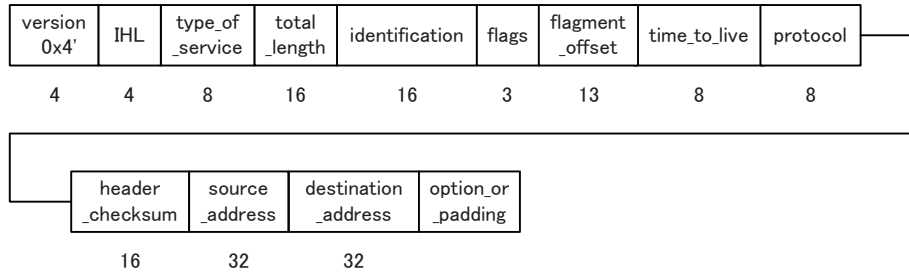 version
0x4'
IHL
type_of
_service
total
_length
identification
flags
flagment
_offset
time_to_live
protocol
4 4 8 16 16 3 13 8 8
header
_checksum
source
_address
destination
_address
option_or
_padding
16 32 32